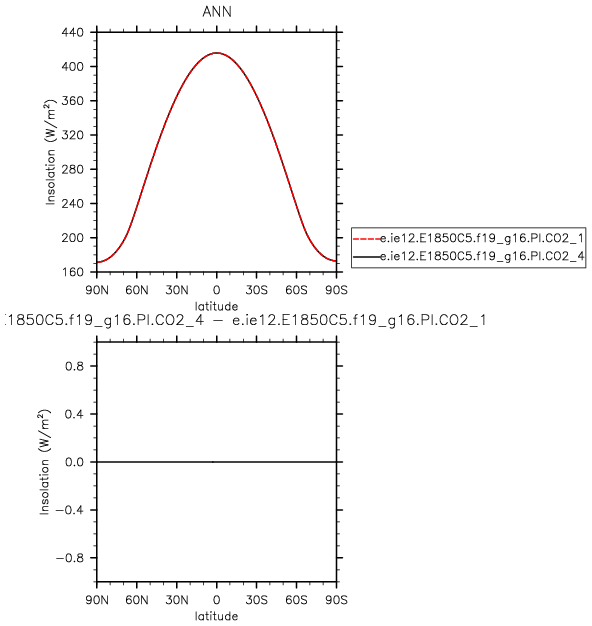 ANN
Insolation (W/m²)
440
400
360
320
280
240
200
160
90N 60N 30N 0 30S 60S 90S
latitude
e.ie12.E1850C5.f19_g16.PI.CO2_1
e.ie12.E1850C5.f19_g16.PI.CO2_4
.1850C5.f19_g16.PI.CO2_4 − e.ie12.E1850C5.f19_g16.PI.CO2_1
Insolation (W/m²)
0.8
0.4
0.0
−0.4
−0.8
90N 60N 30N 0 30S 60S 90S
latitude